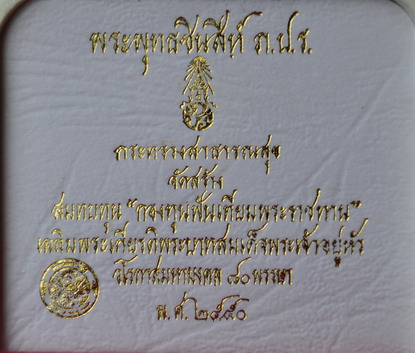 พระพุทธชินสีห์ ภ.ป.ร.
กระทรวงสาธารณสุข
จัดสร้าง
สมทบทุน "กองทุนฟันเทียมพระราชทาน"
เฉลิมพระเกียรติพระบาทสมเด็จพระเจ้าอยู่หัว
ในโอกาสมหามงคล ๘๐ พรรษา
พ.ศ. ๒๕๕๐